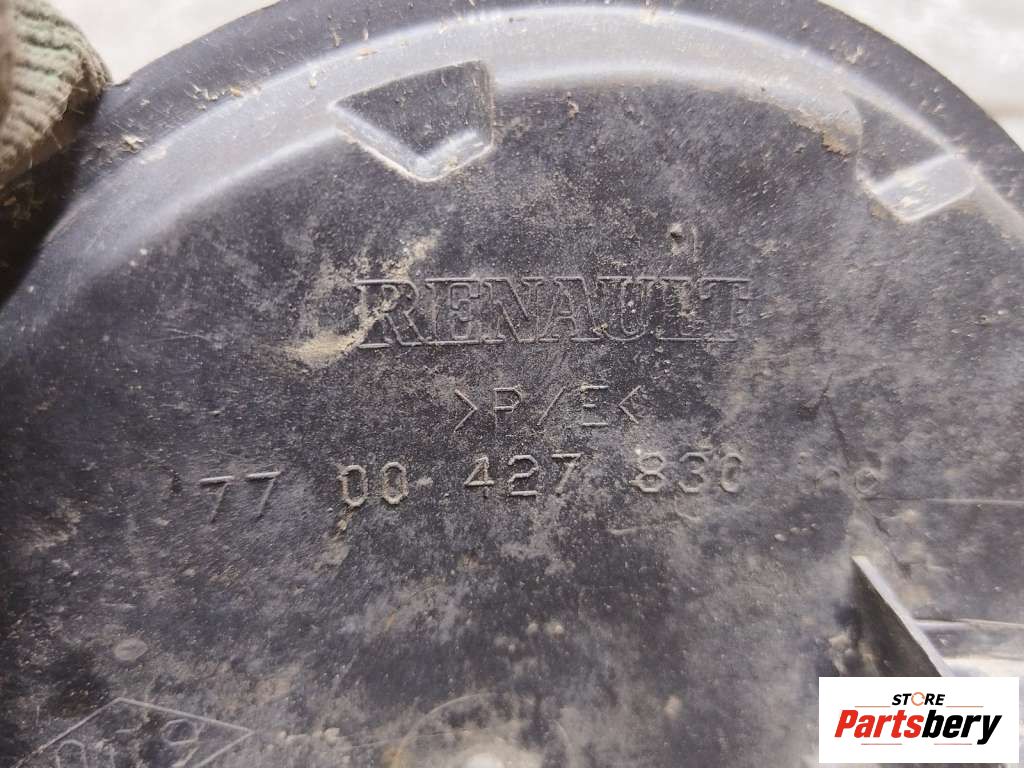 RENAULT
>P/E<
77 00 427 830
STORE
Partsbery